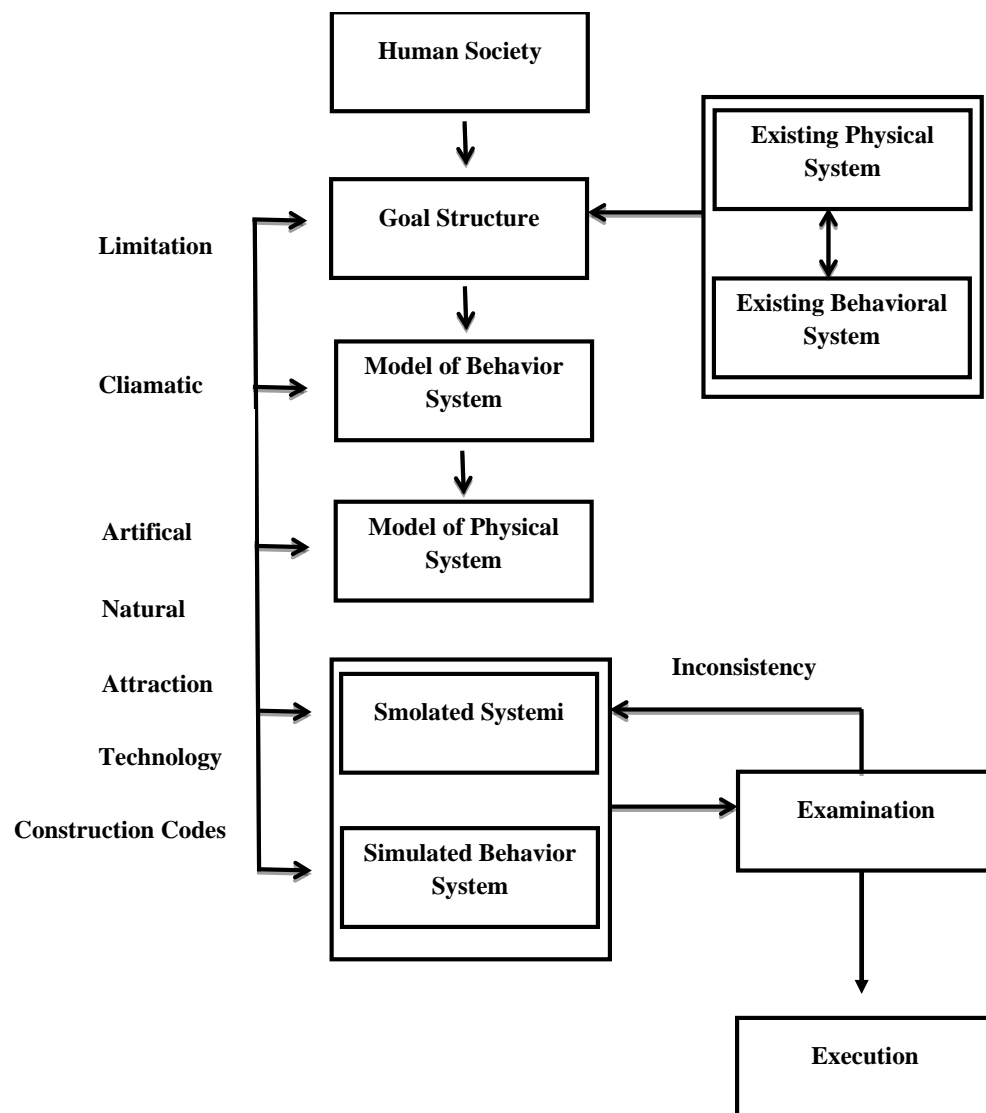 Human Society
Existing Physical
System
Goal Structure
Limitation
Existing Behavioral
System
Model of Behavior
System
Cliamatic
Model of Physical
System
Artifical
Natural
Inconsistency
Attraction
Smolated Systemi
Technology
Examination
Construction Codes
Simulated Behavior
System
Execution